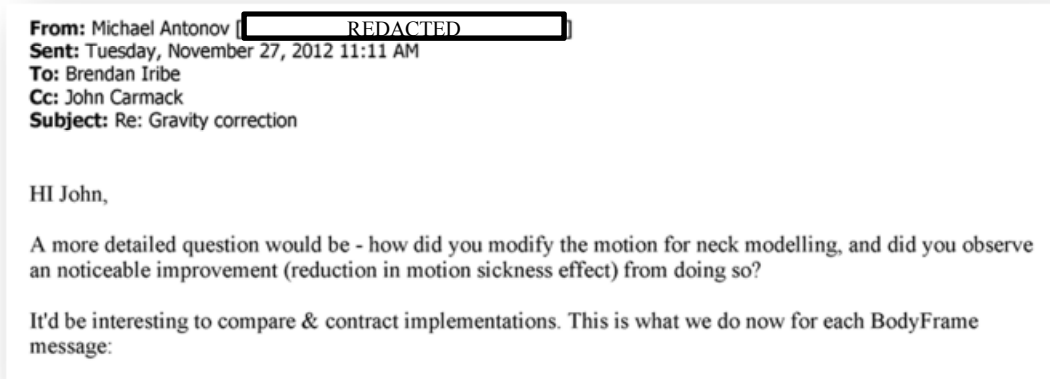 From: Michael Antonov [ REDACTED ]
Sent: Tuesday, November 27, 2012 11:11 AM
To: Brendan Iribe
Cc: John Carmack
Subject: Re: Gravity correction
HI John,
A more detailed question would be - how did you modify the motion for neck modelling, and did you observe
an noticeable improvement (reduction in motion sickness effect) from doing so?
It'd be interesting to compare & contract implementations. This is what we do now for each BodyFrame
message: